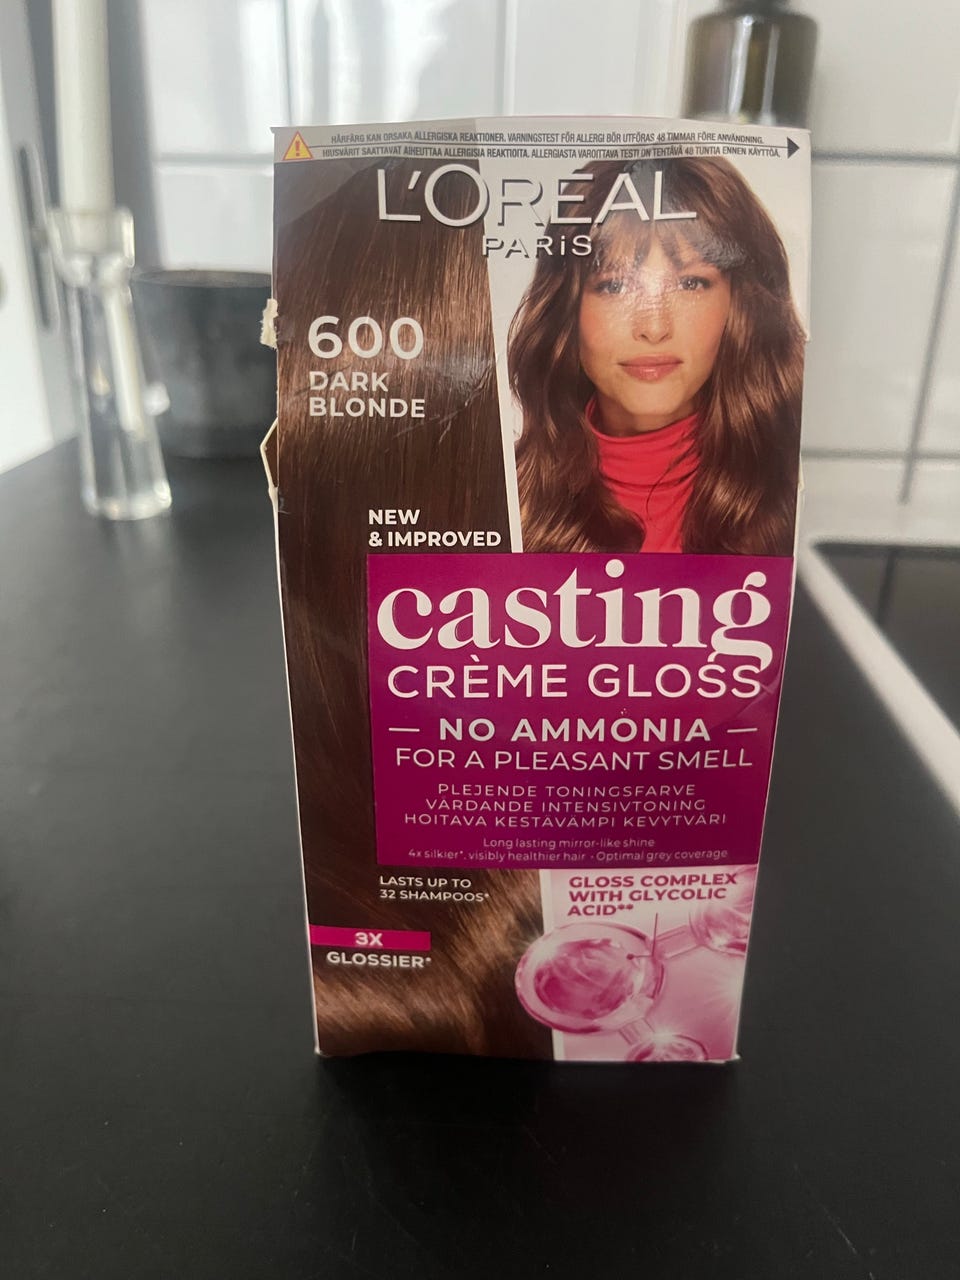 HÅRFÄRG KAN ORSAKA ALLERGISKA REAKTIONER. VARNINGSTEST FÖR ALLERGI BÖR UTFÖRAS 48 TIMMAR FÖRE ANVÄNDNING.
HIUSVÄRIT SAATTAVAT AIHEUTTAA ALLERGISIA REAKTIOITA. ALLERGIASTA VAROITTAVA TESTI ON TEHTÄVÄ 48 TUNTIA ENNEN KÄYTTÖÄ.
L'ORÉAL
PARIS
600
DARK
BLONDE
NEW
& IMPROVED
casting
CRÈME GLOSS
— NO AMMONIA —
FOR A PLEASANT SMELL
PLEJENDE TONINGSFARVE
VÅRDANDE INTENSIVTONING
HOITAVA KESTÄVÄMPI KEVYTVÄRI
Long lasting mirror-like shine
4x silkier*, visibly healthier hair - Optimal grey coverage
LASTS UP TO
32 SHAMPOOS*
3X
GLOSSIER*
GLOSS COMPLEX
WITH GLYCOLIC
ACID**